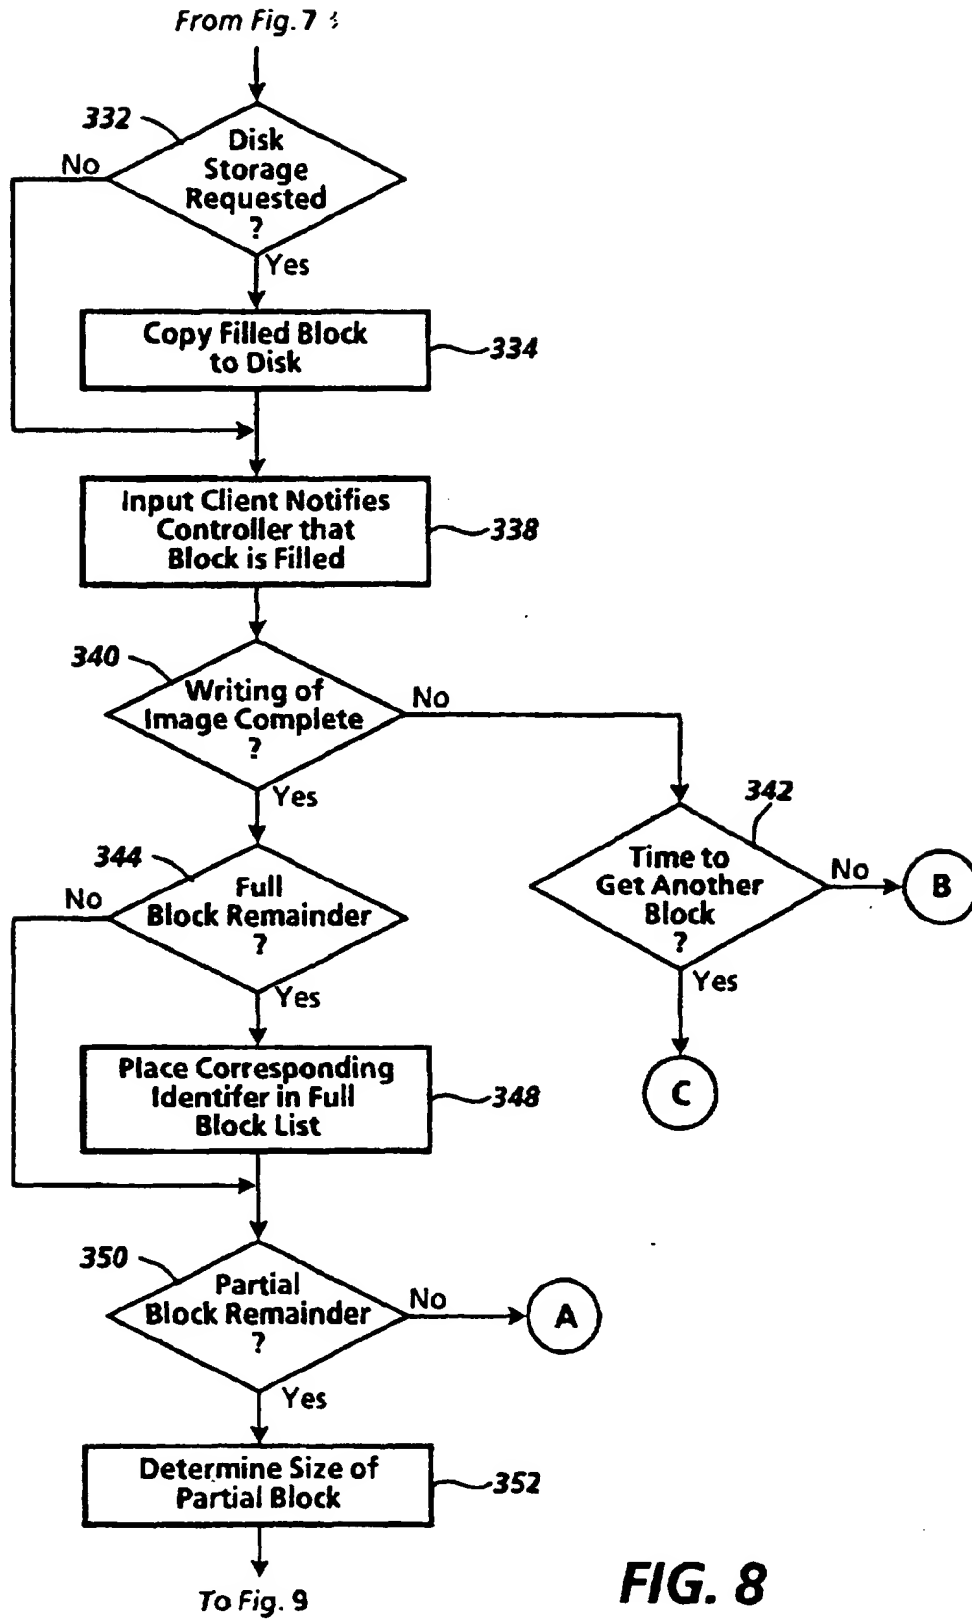 From Fig. 7
332
Disk
Storage
Requested
?
No
Yes
Copy Filled Block
to Disk
334
Input Client Notifies
Controller that
Block is Filled
338
340
Writing of
Image Complete
?
No
Yes
342
Time to
Get Another
Block
?
No
B
Yes
C
344
Full
Block Remainder
?
No
Yes
Place Corresponding
Identifer in Full
Block List
348
350
Partial
Block Remainder
?
No
A
Yes
Determine Size of
Partial Block
352
To Fig. 9
FIG. 8